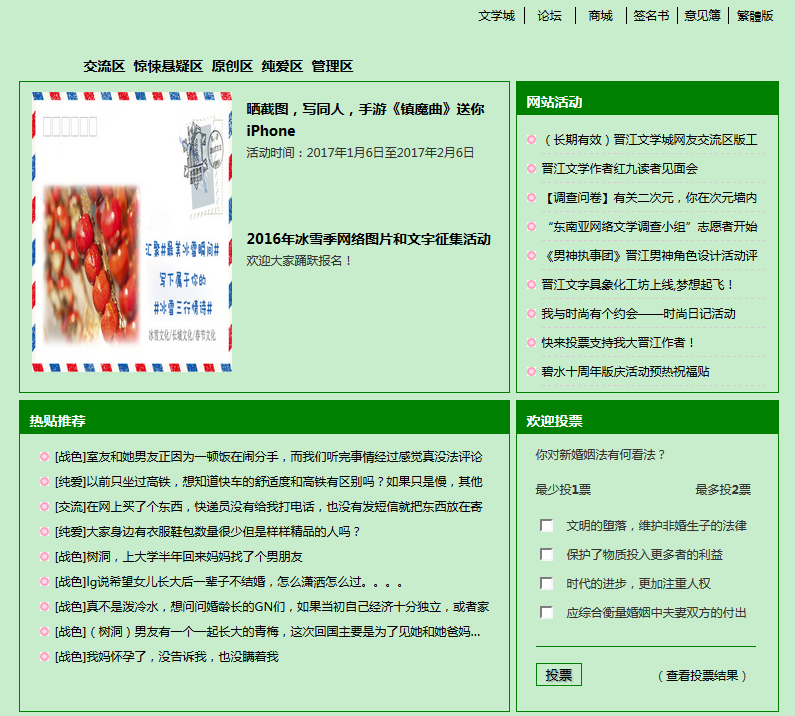 文学城 论坛 商城 签名书 意见簿 繁體版
交流区 惊悚悬疑区 原创区 纯爱区 管理区
汇聚#最美冰雪瞬间#
写下属于你的
#冰雪三行情诗#
冰雪文化/长城文化/春节文化
晒截图，写同人，手游《镇魔曲》送你
iPhone
活动时间：2017年1月6日至2017年2月6日
2016年冰雪季网络图片和文字征集活动
欢迎大家踊跃报名！
网站活动
（长期有效）晋江文学城网友交流区版工
晋江文学作者红九读者见面会
【调查问卷】有关二次元，你在次元墙内
“东南亚网络文学调查小组”志愿者开始
《男神执事团》晋江男神角色设计活动评
晋江文字具象化工坊上线,梦想起飞！
我与时尚有个约会——时尚日记活动
快来投票支持我大晋江作者！
碧水十周年版庆活动预热祝福贴
热贴推荐
[战色]室友和她男友正因为一顿饭在闹分手，而我们听完事情经过感觉真没法评论
[纯爱]以前只坐过高铁，想知道快车的舒适度和高铁有区别吗？如果只是慢，其他
[交流]在网上买了个东西，快递员没有给我打电话，也没有发短信就把东西放在寄
[纯爱]大家身边有衣服鞋包数量很少但是样样精品的人吗？
[战色]树洞，上大学半年回来妈妈找了个男朋友
[战色]lg说希望女儿长大后一辈子不结婚，怎么潇洒怎么过。。。。
[战色]真不是泼冷水，想问问婚龄长的GN们，如果当初自己经济十分独立，或者家
[战色]（树洞）男友有一个一起长大的青梅，这次回国主要是为了见她和她爸妈...
[战色]我妈怀孕了，没告诉我，也没瞒着我
欢迎投票
你对新婚姻法有何看法？
最少投1票 最多投2票
文明的堕落，维护非婚生子的法律
保护了物质投入更多者的利益
时代的进步，更加注重人权
应综合衡量婚姻中夫妻双方的付出
投票 （查看投票结果）